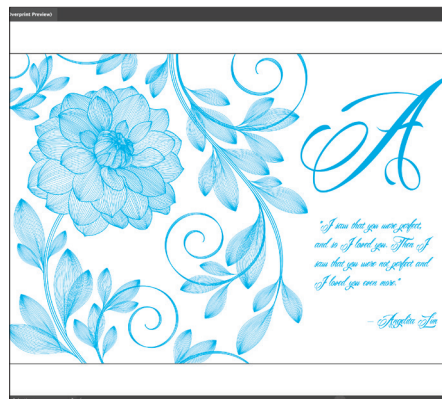 verprint Preview)
A
"I saw that you were perfect,
and so I loved you. Then I
saw that you were not perfect and
I loved you even more."
— Angelita Lim